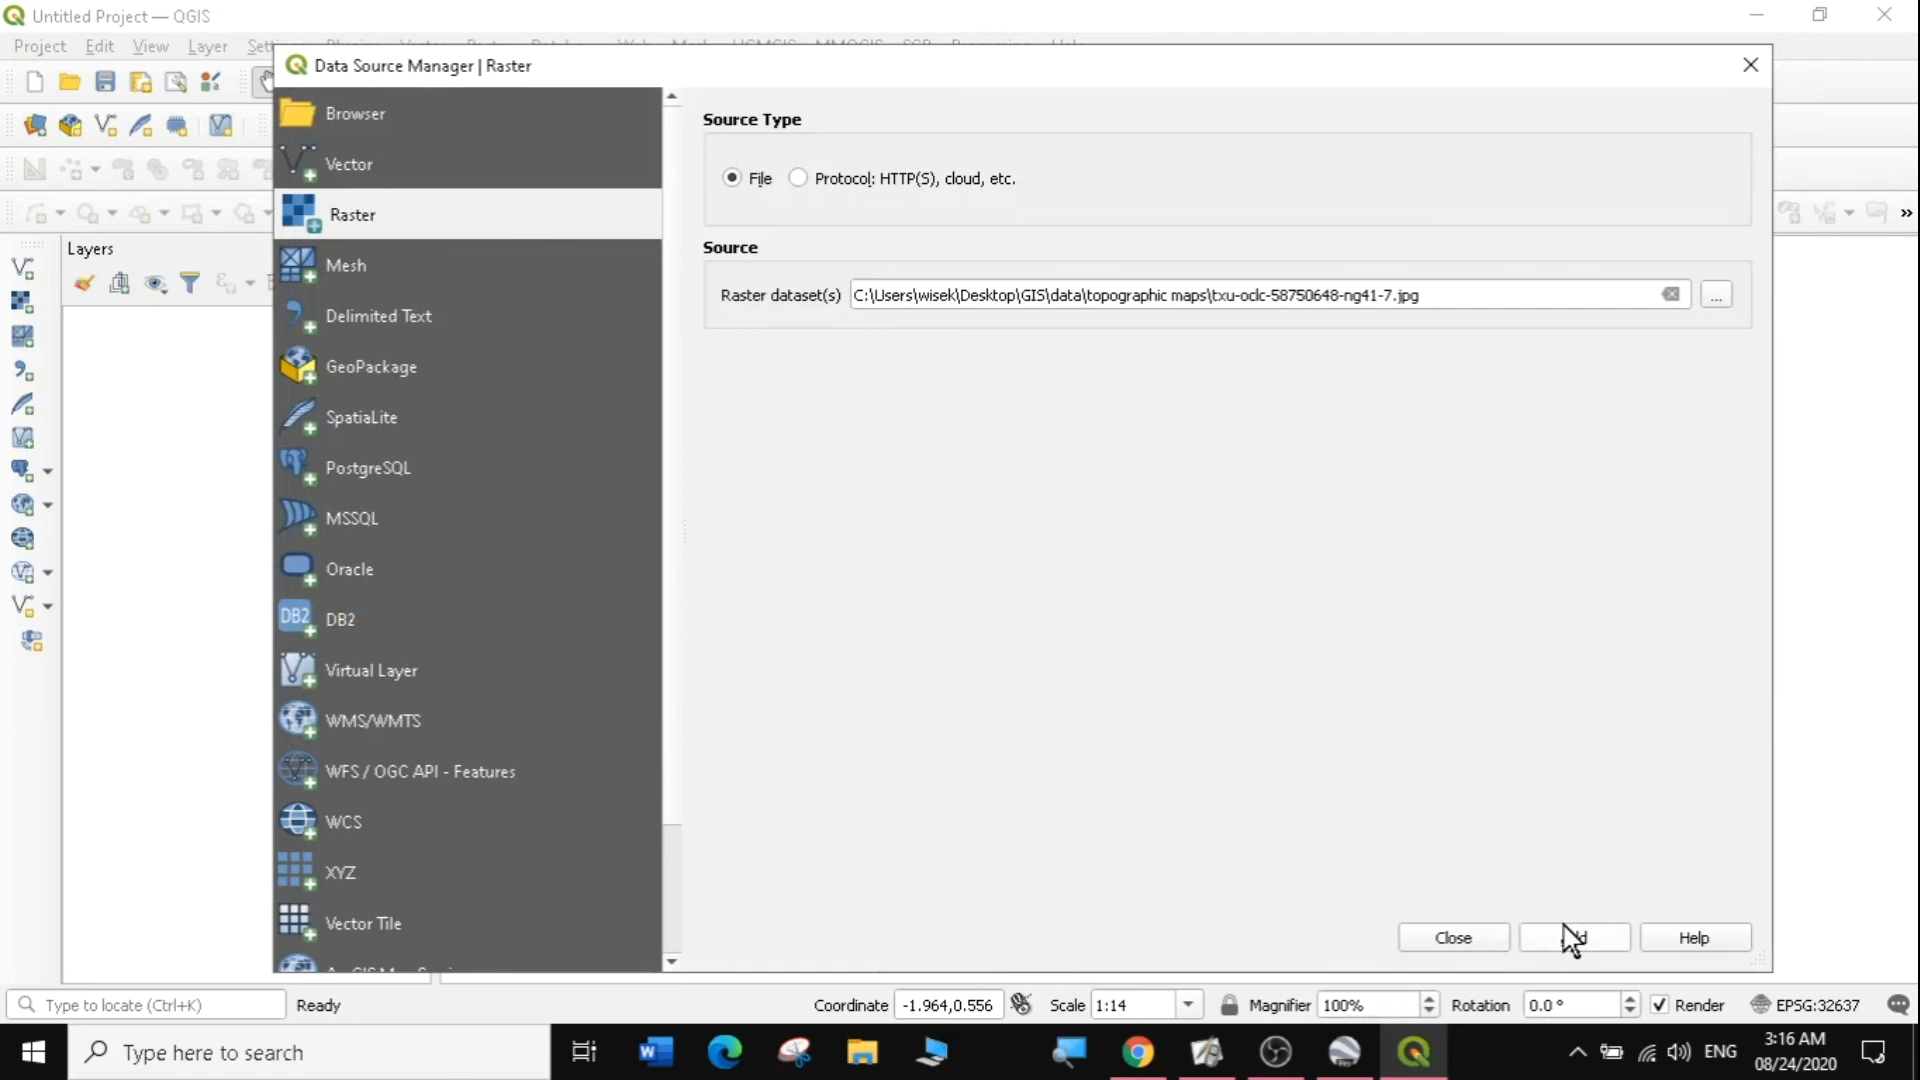 Untitled Project — QGIS
Project Edit View Layer
Data Source Manager | Raster
Browser
Vector
Raster
Mesh
Delimited Text
GeoPackage
SpatiaLite
PostgreSQL
MSSQL
Oracle
DB2 DB2
Virtual Layer
WMS/WMTS
WFS / OGC API - Features
WCS
XYZ
Vector Tile
Layers
Source Type
File Protocol: HTTP(S), cloud, etc.
Source
Raster dataset(s) C:\Users\wisek\Desktop\GIS\data\topographic maps\txu-oclc-58750648-ng41-7.jpg ...
Close Help
Type to locate (Ctrl+K) Ready Coordinate -1.964,0.556 Scale 1:14 Magnifier 100% Rotation 0.0 ° Render EPSG:32637
Type here to search ENG 3:16 AM
08/24/2020